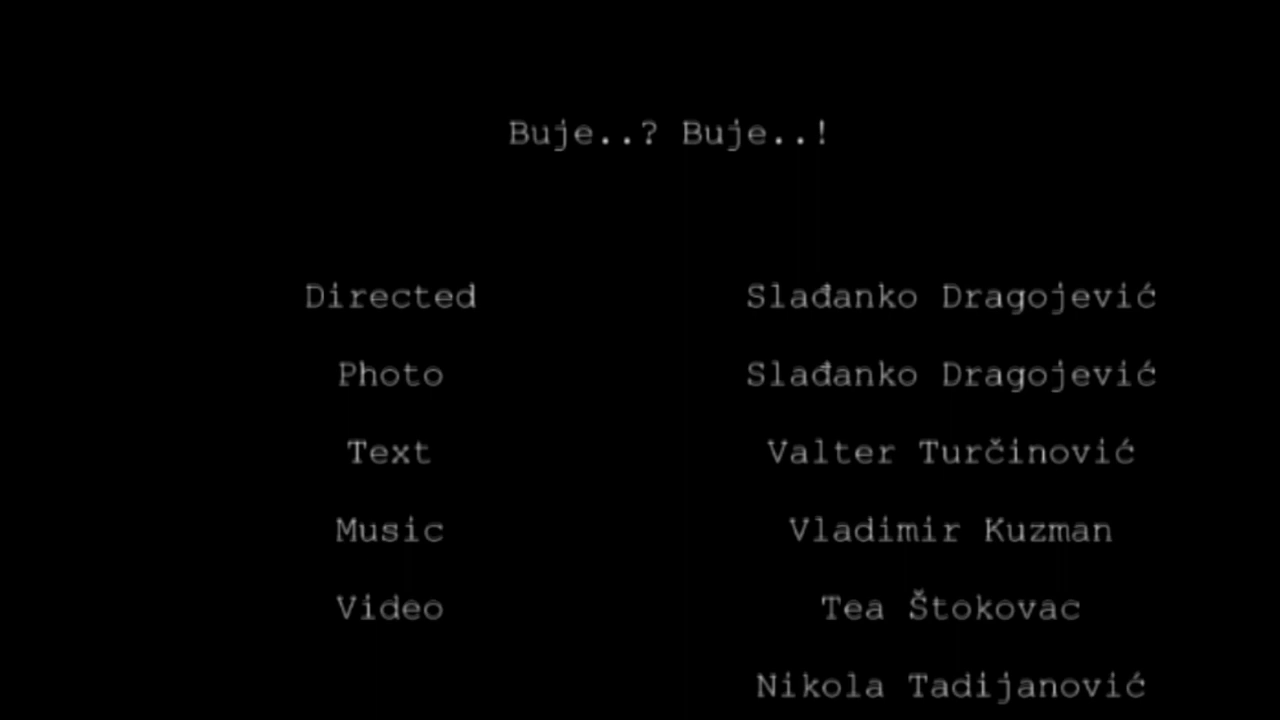 Buje..? Buje..!
Directed Slađanko Dragojević
Photo Slađanko Dragojević
Text Valter Turčinović
Music Vladimir Kuzman
Video Tea Štokovac
Nikola Tadijanović